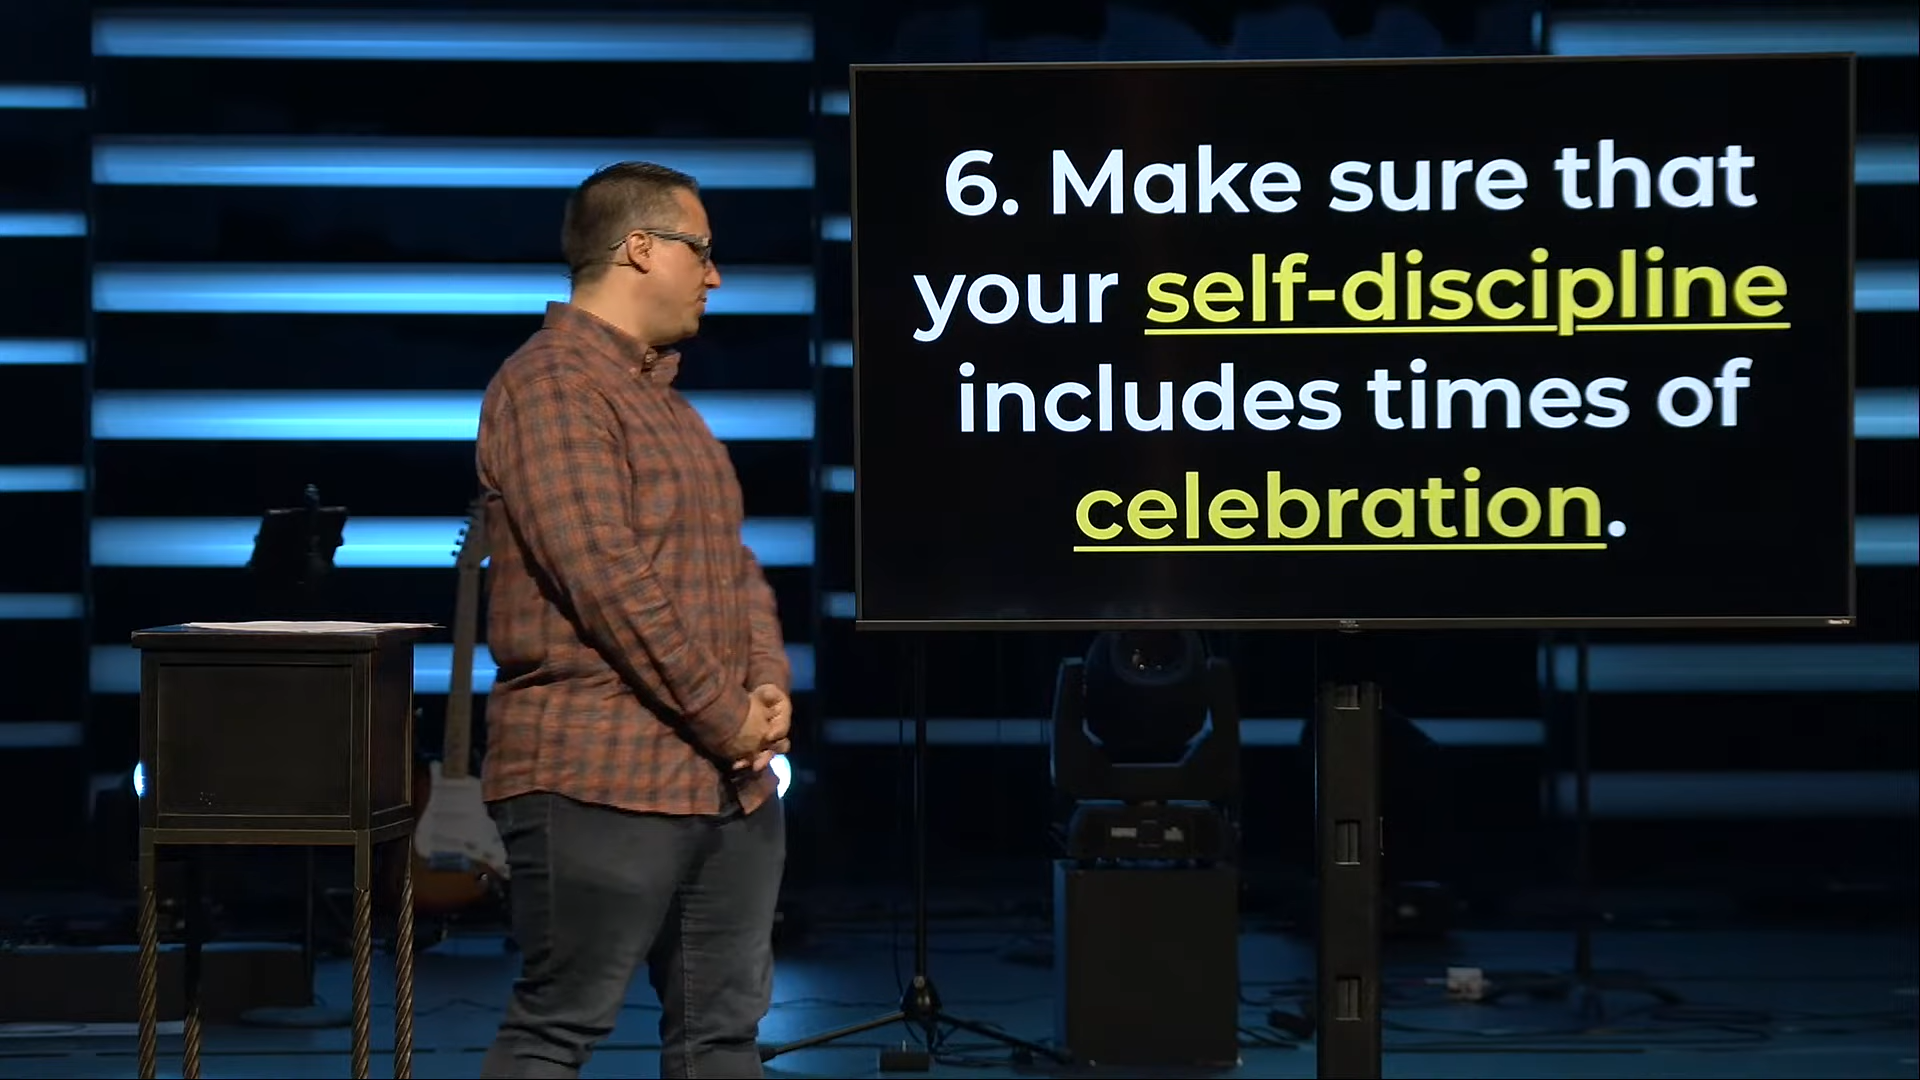 6. Make sure that
your self-discipline
includes times of
celebration.